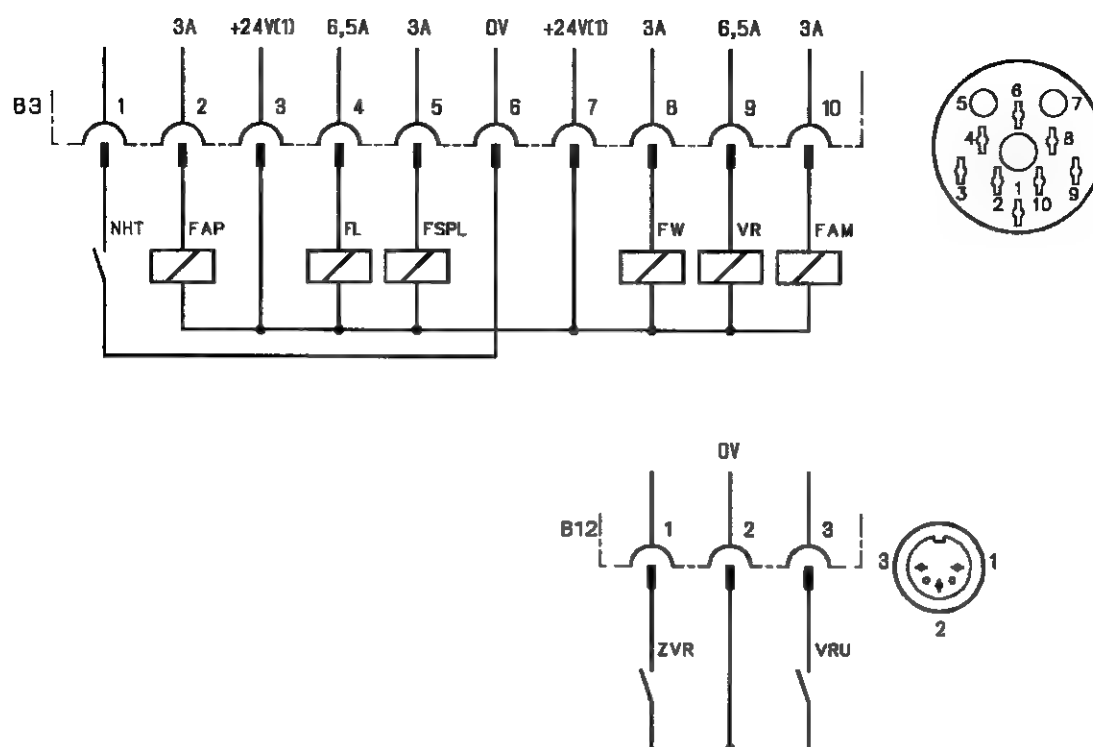 3A +24V(1) 6,5A 3A 0V +24V(1) 3A 6,5A 3A
B3 1 2 3 4 5 6 7 8 9 10
NHT FAP FL FSPL FW VR FAM
6
5 7
4 8
3 2 1 10 9
0V
B12 1 2 3
3 1
2
ZVR VRU